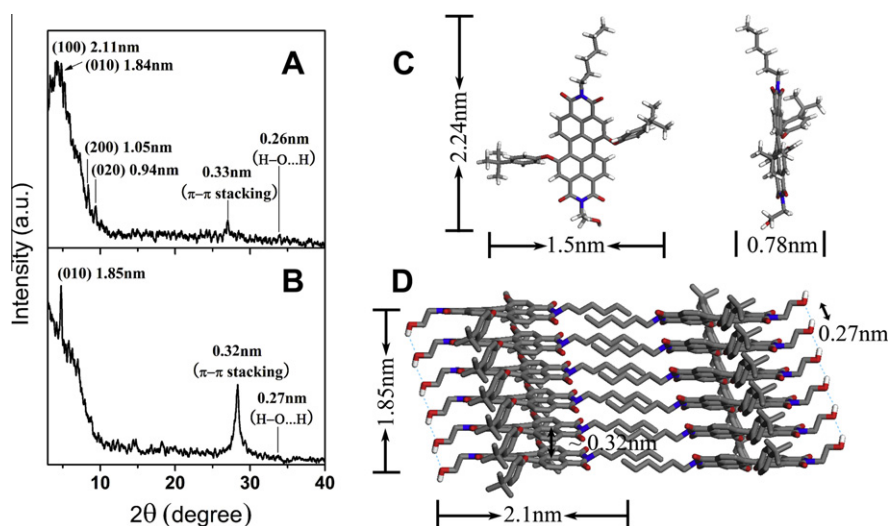 A
(100) 2.11nm
(010) 1.84nm
(200) 1.05nm
(020) 0.94nm
0.33nm
(π–π stacking)
0.26nm
(H–O...H)
B
(010) 1.85nm
0.32nm
(π–π stacking)
0.27nm
(H–O...H)
Intensity (a.u.)
10 20 30 40
2θ (degree)
C
2.24nm
1.5nm
0.78nm
D
0.27nm
1.85nm
~0.32nm
2.1nm